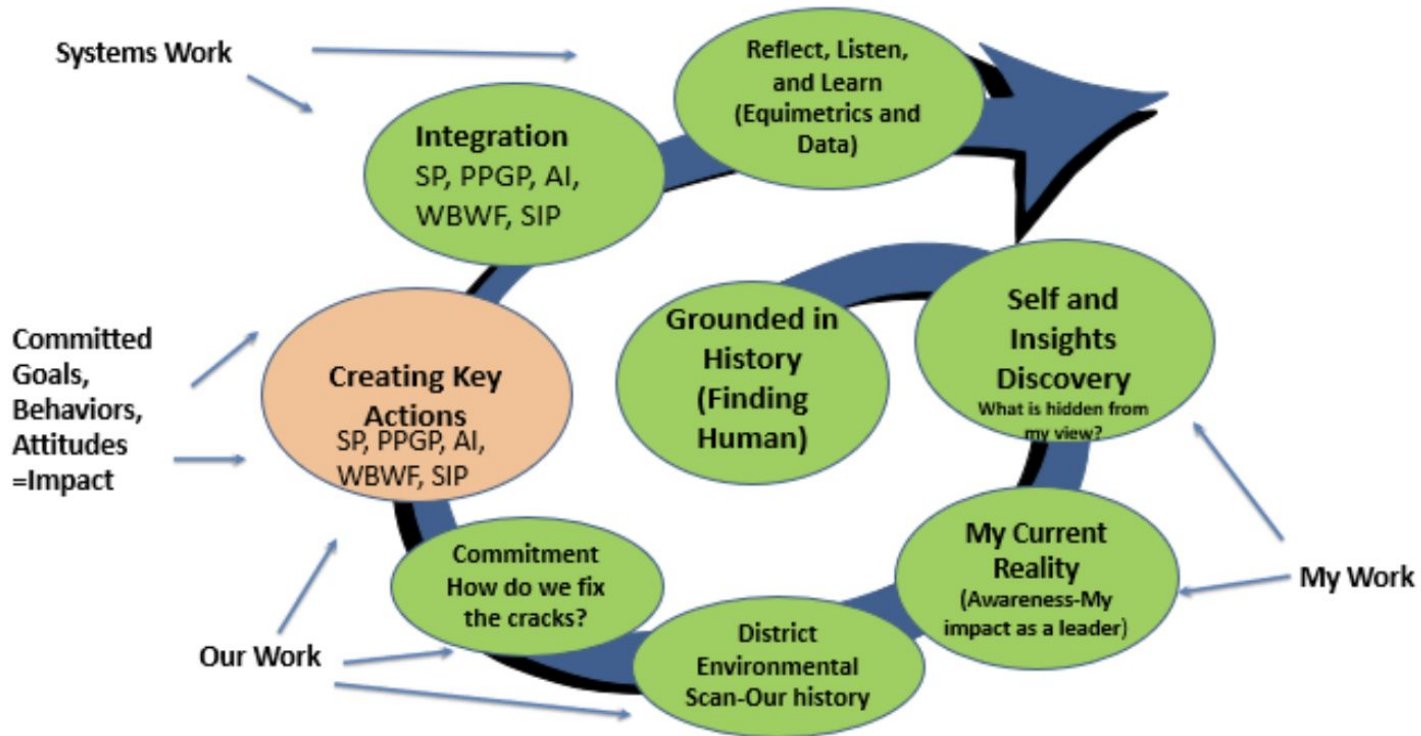 Systems Work
Reflect, Listen,
and Learn
(Equimetrics and
Data)
Integration
SP, PPGP, AI,
WBWF, SIP
Grounded in
History
(Finding
Human)
Self and
Insights
Discovery
What is hidden from
my view?
Committed
Goals,
Behaviors,
Attitudes
=Impact
Creating Key
Actions
SP, PPGP, AI,
WBWF, SIP
My Current
Reality
(Awareness-My
impact as a leader)
My Work
Commitment
How do we fix
the cracks?
Our Work
District
Environmental
Scan-Our history